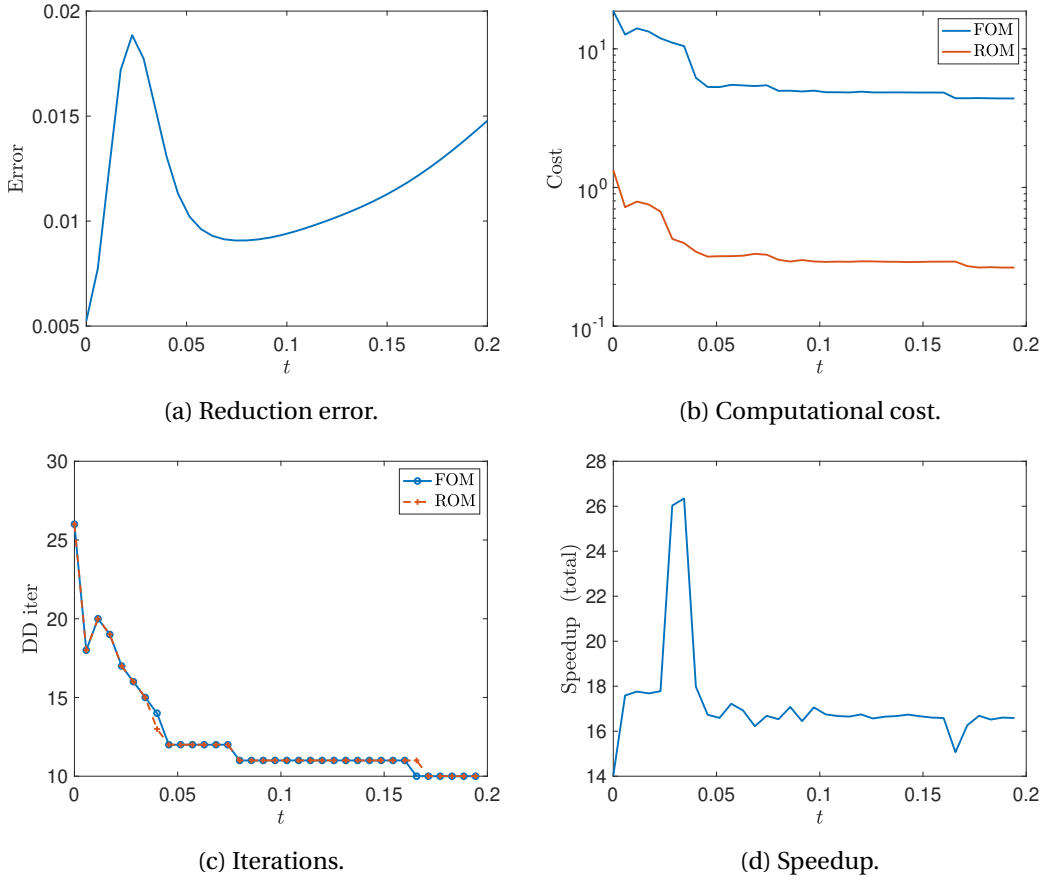 0.02
0.015
0.01
0.005
Error
0
0.05
0.1
0.15
0.2
t
(a) Reduction error.
10^1
10^0
10^-1
Cost
FOM
ROM
0
0.05
0.1
0.15
0.2
t
(b) Computational cost.
30
25
20
15
10
DD iter
FOM
ROM
0
0.05
0.1
0.15
0.2
t
(c) Iterations.
28
26
24
22
20
18
16
14
Speedup (total)
0
0.05
0.1
0.15
0.2
t
(d) Speedup.